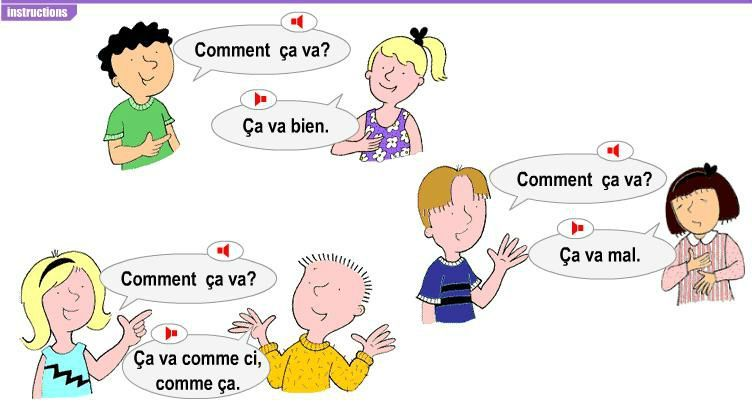 instructions
Comment ça va?
Ça va bien.
Comment ça va?
Ça va mal.
Comment ça va?
Ça va comme ci,
comme ça.